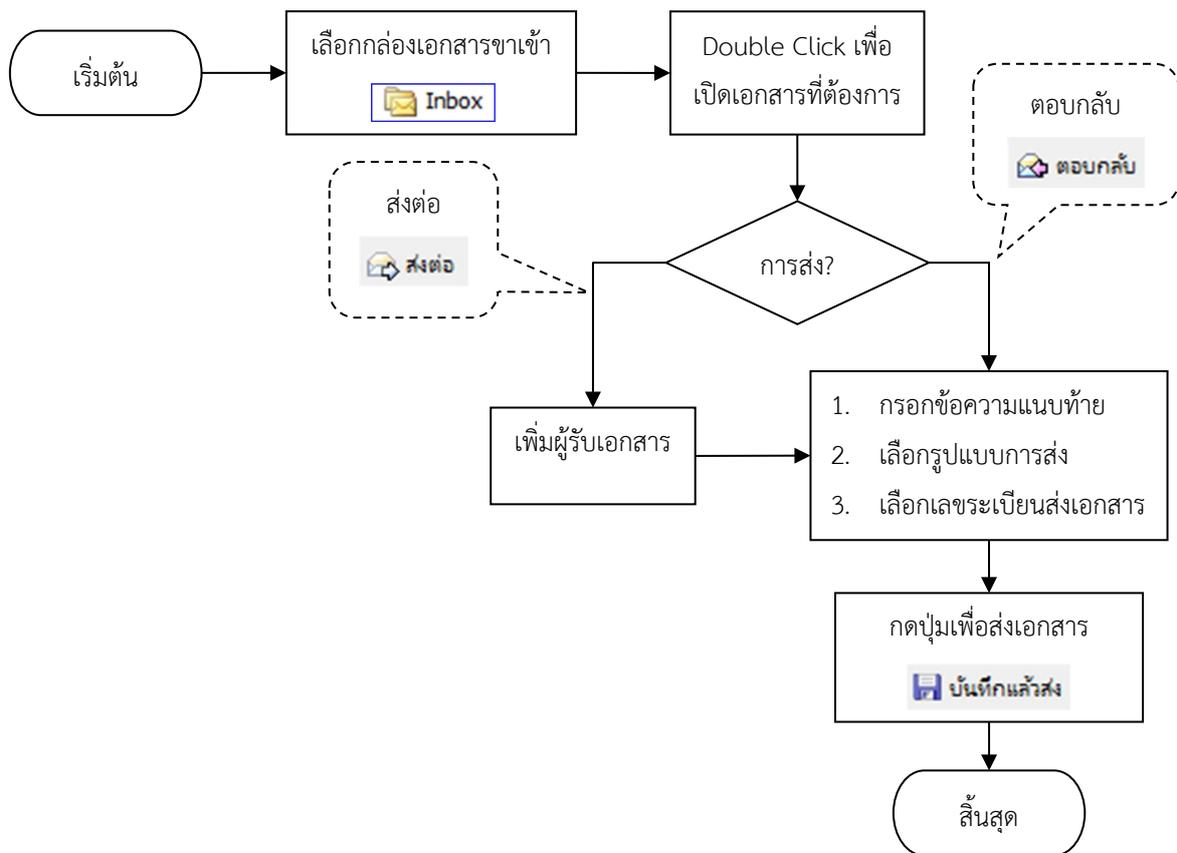 เริ่มต้น
เลือกกล่องเอกสารขาเข้า
Inbox
Double Click เพื่อ
เปิดเอกสารที่ต้องการ
ตอบกลับ
ตอบกลับ
ส่งต่อ
ส่งต่อ
การส่ง?
เพิ่มผู้รับเอกสาร
1. กรอกข้อความแนบท้าย
2. เลือกรูปแบบการส่ง
3. เลือกเลขระเบียนส่งเอกสาร
กดปุ่มเพื่อส่งเอกสาร
บันทึกแล้วส่ง
สิ้นสุด